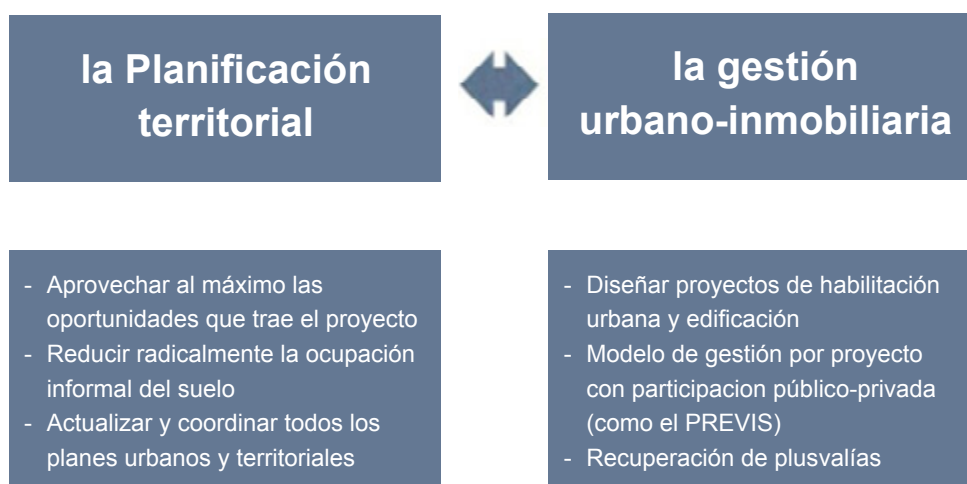 la Planificación
territorial
la gestión
urbano-inmobiliaria
- Aprovechar al máximo las
oportunidades que trae el proyecto
- Reducir radicalmente la ocupación
informal del suelo
- Actualizar y coordinar todos los
planes urbanos y territoriales
- Diseñar proyectos de habilitación
urbana y edificación
- Modelo de gestión por proyecto
con participacion público-privada
(como el PREVIS)
- Recuperación de plusvalías